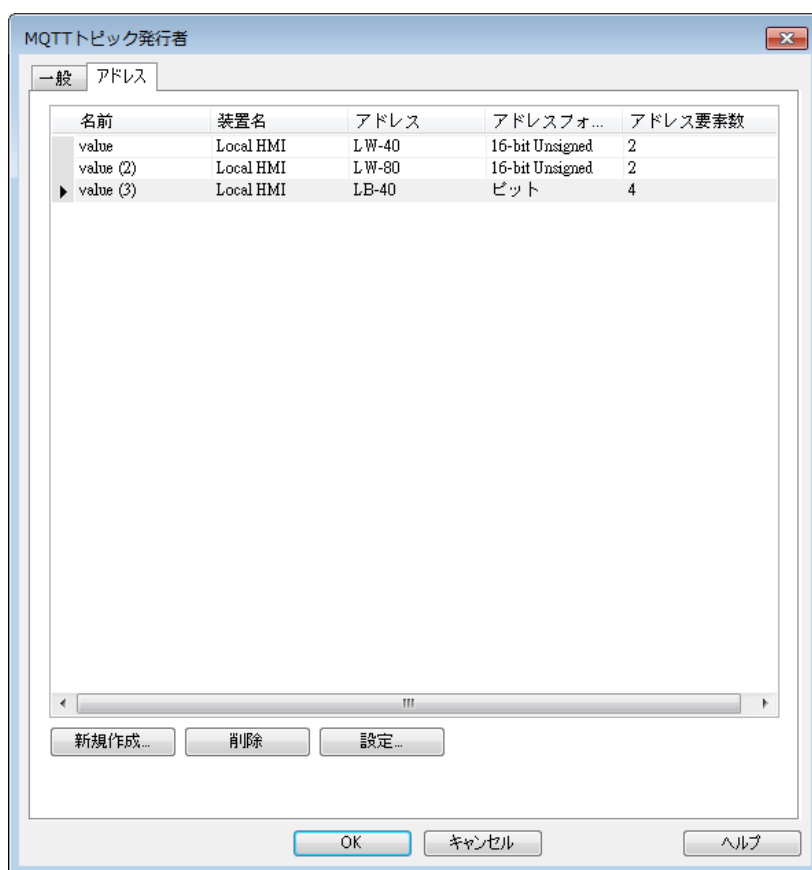 MQTTトピック発行者
一般 アドレス
名前 装置名 アドレス アドレスフォ... アドレス要素数
value Local HMI LW-40 16-bit Unsigned 2
value (2) Local HMI LW-80 16-bit Unsigned 2
value (3) Local HMI LB-40 ビット 4
新規作成... 削除 設定...
OK キャンセル ヘルプ